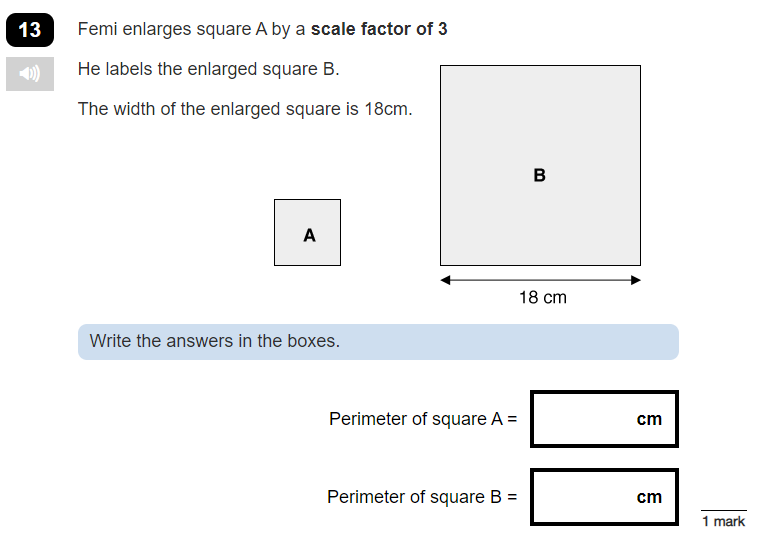 13
Femi enlarges square A by a scale factor of 3
He labels the enlarged square B.
The width of the enlarged square is 18cm.
B
A
18 cm
Write the answers in the boxes.
Perimeter of square A = cm
Perimeter of square B = cm
1 mark